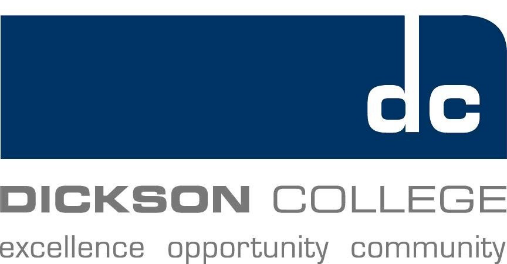 dc
DICKSON COLLEGE
excellence opportunity community